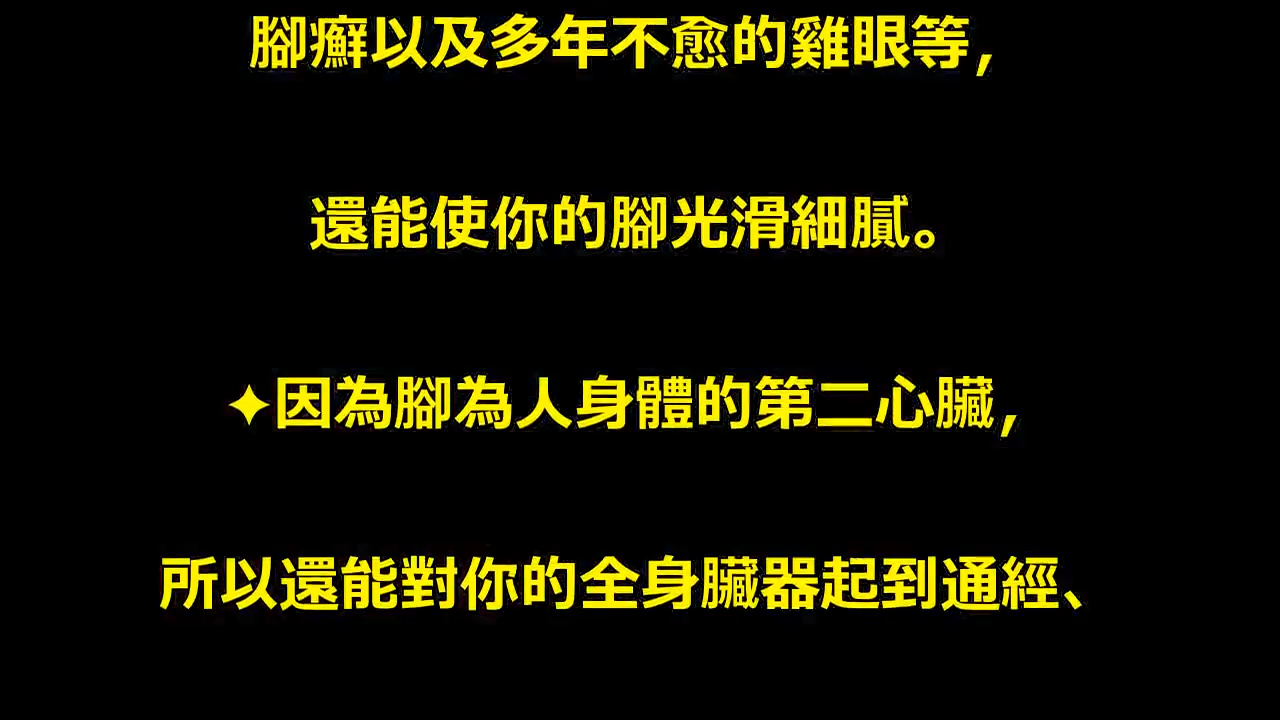 腳癬以及多年不愈的雞眼等，
還能使你的腳光滑細膩。
✦因為腳為人身體的第二心臟，
所以還能對你的全身臟器起到通經、